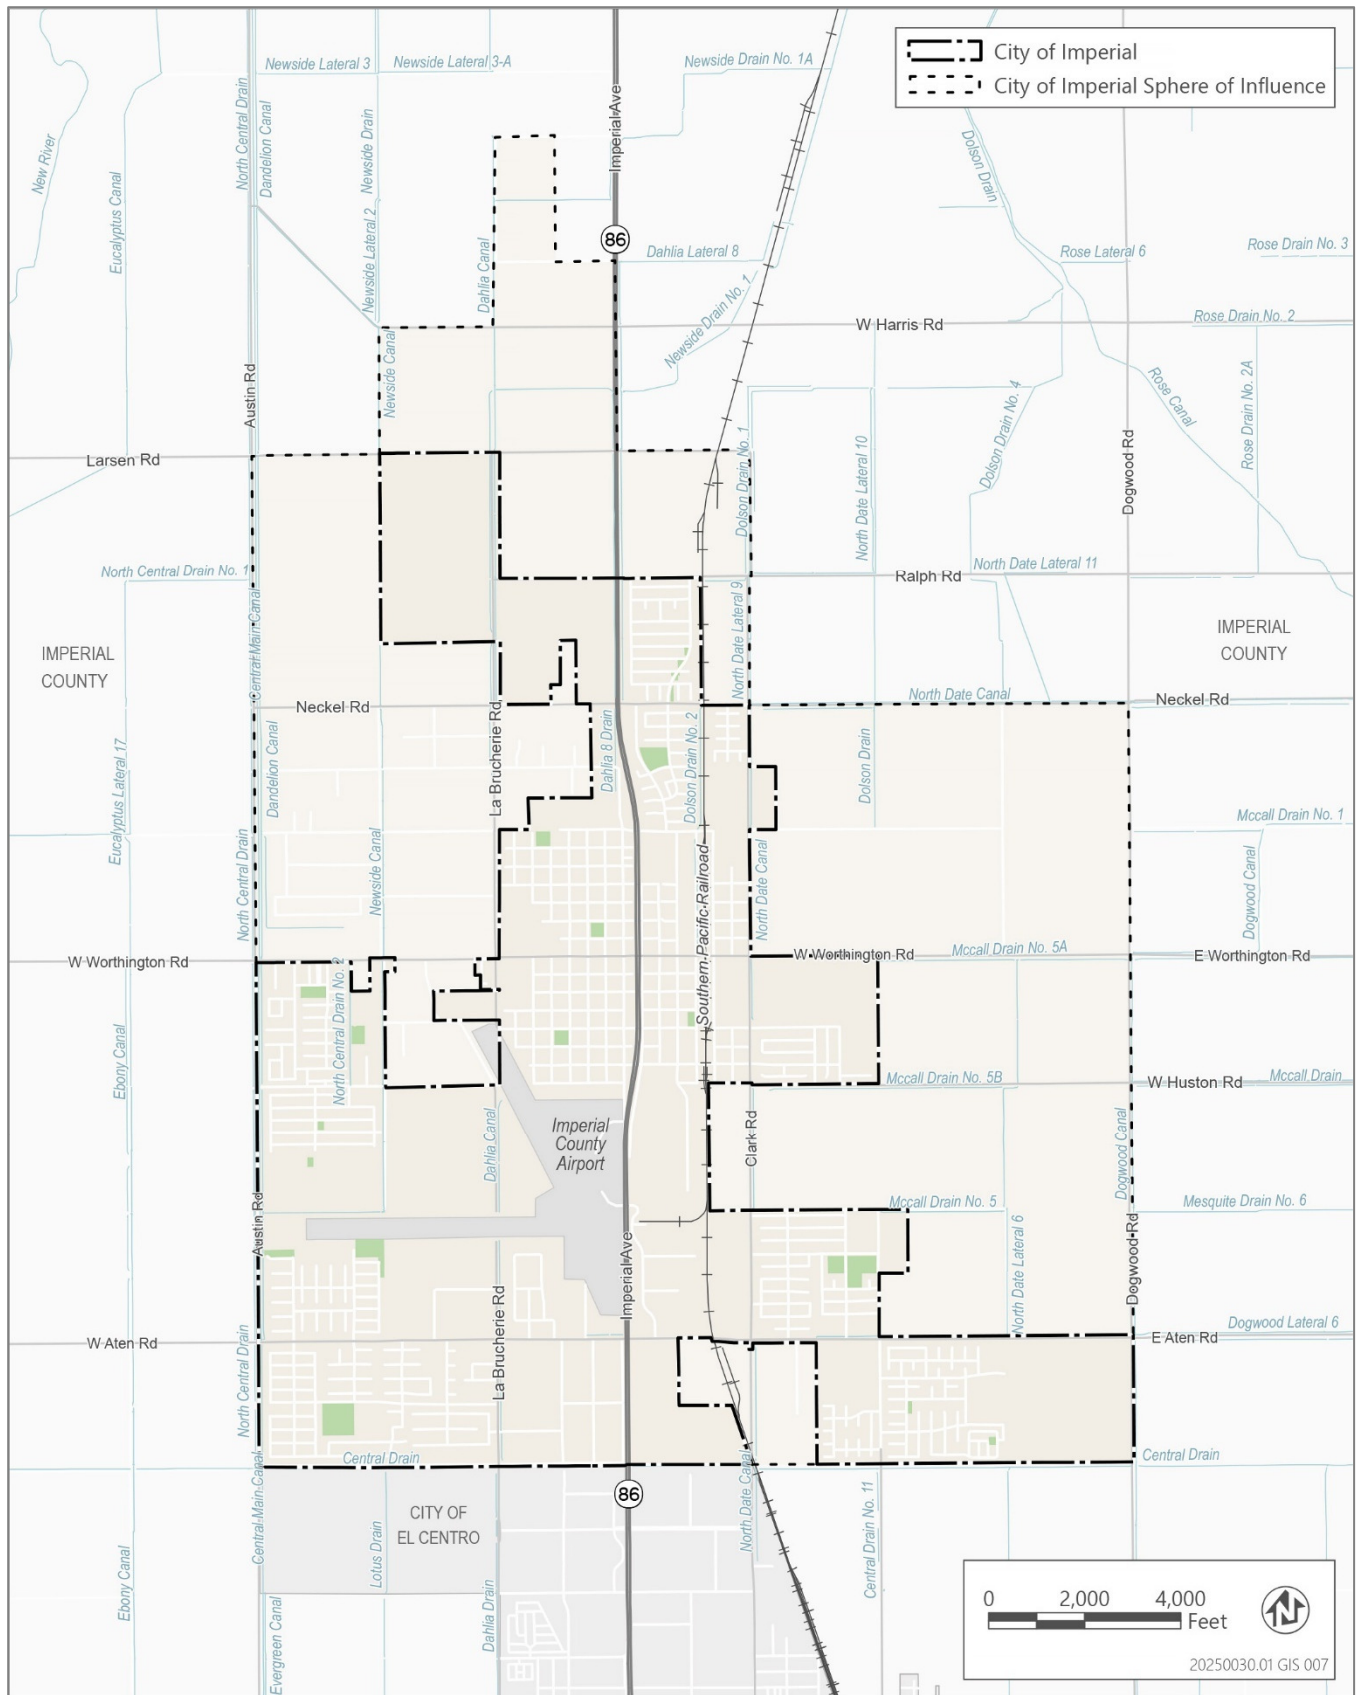 City of Imperial
City of Imperial Sphere of Influence
Newside Lateral 3
Newside Lateral 3-A
Newside Drain No. 1A
New River
Eucalyptus Canal
North Central Drain
Dandelion Canal
Newside Drain
Newside Lateral 2
Dahlia Canal
Imperial Ave
86
Dolson Drain
Dahlia Lateral 8
Rose Lateral 6
Rose Drain No. 3
Newside Drain No. 1
W Harris Rd
Rose Drain No. 2
Newside Canal
Austin Rd
Rose Canal
Rose Drain No. 2A
Dolson Drain No. 4
Dolson Drain No. 1
North Date Lateral 10
Dogwood Rd
Larsen Rd
North Central Drain No. 1
Ralph Rd
North Date Lateral 11
Central Main Canal
North Date Lateral 9
IMPERIAL
COUNTY
IMPERIAL
COUNTY
Neckel Rd
North Date Canal
Neckel Rd
La Brucherie Rd
Dahlia 8 Drain
Dolson Drain No. 2
Dolson Drain
Eucalyptus Lateral 17
Dandelion Canal
Newside Canal
Mccall Drain No. 1
Dogwood Canal
North Central Drain
Southern Pacific Railroad
North Date Canal
W Worthington Rd
W Worthington Rd
Mccall Drain No. 5A
E Worthington Rd
North Central Drain No. 2
Ebony Canal
Mccall Drain No. 5B
W Huston Rd
Mccall Drain
Imperial
County
Airport
Dahlia Canal
Clark Rd
Dogwood Canal
Austin Rd
Mccall Drain No. 5
Mesquite Drain No. 6
Imperial Ave
North Date Lateral 6
Dogwood Rd
La Brucherie Rd
W Aten Rd
E Aten Rd
Dogwood Lateral 6
North Central Drain
Central Drain
Central Drain
Central Main Canal
86
CITY OF
EL CENTRO
Lotus Drain
North Date Canal
Central Drain No. 11
Ebony Canal
Evergreen Canal
Dahlia Drain
0 2,000 4,000
Feet
N
20250030.01 GIS 007